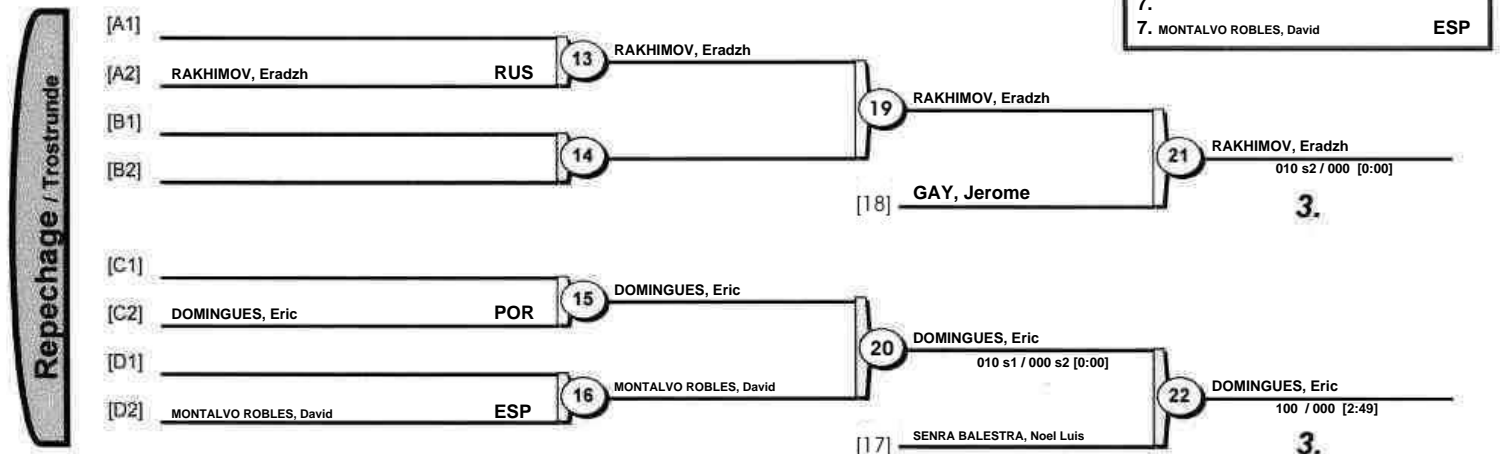 7.
7. MONTALVO ROBLES, David ESP
Repechage / Trostrunde
[A1]
[A2] RAKHIMOV, Eradzh RUS
13
RAKHIMOV, Eradzh
[B1]
[B2]
14
19
RAKHIMOV, Eradzh
[18] GAY, Jerome
21
RAKHIMOV, Eradzh
010 s2 / 000 [0:00]
3.
[C1]
[C2] DOMINGUES, Eric POR
15
DOMINGUES, Eric
[D1]
[D2] MONTALVO ROBLES, David ESP
16
MONTALVO ROBLES, David
20
DOMINGUES, Eric
010 s1 / 000 s2 [0:00]
[17] SENRA BALESTRA, Noel Luis
22
DOMINGUES, Eric
100 / 000 [2:49]
3.